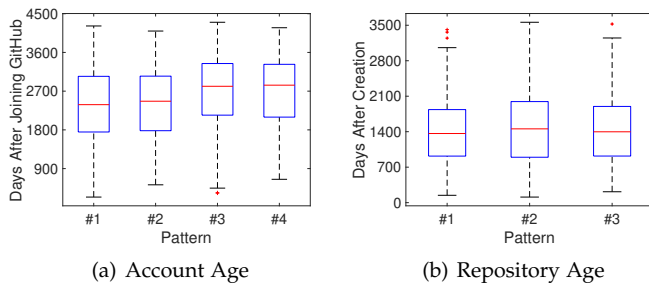 4500
3600
2700
1800
900
Days After Joining GitHub
#1 #2 #3 #4
Pattern
(a) Account Age
3500
2800
2100
1400
700
0
Days After Creation
#1 #2 #3
Pattern
(b) Repository Age